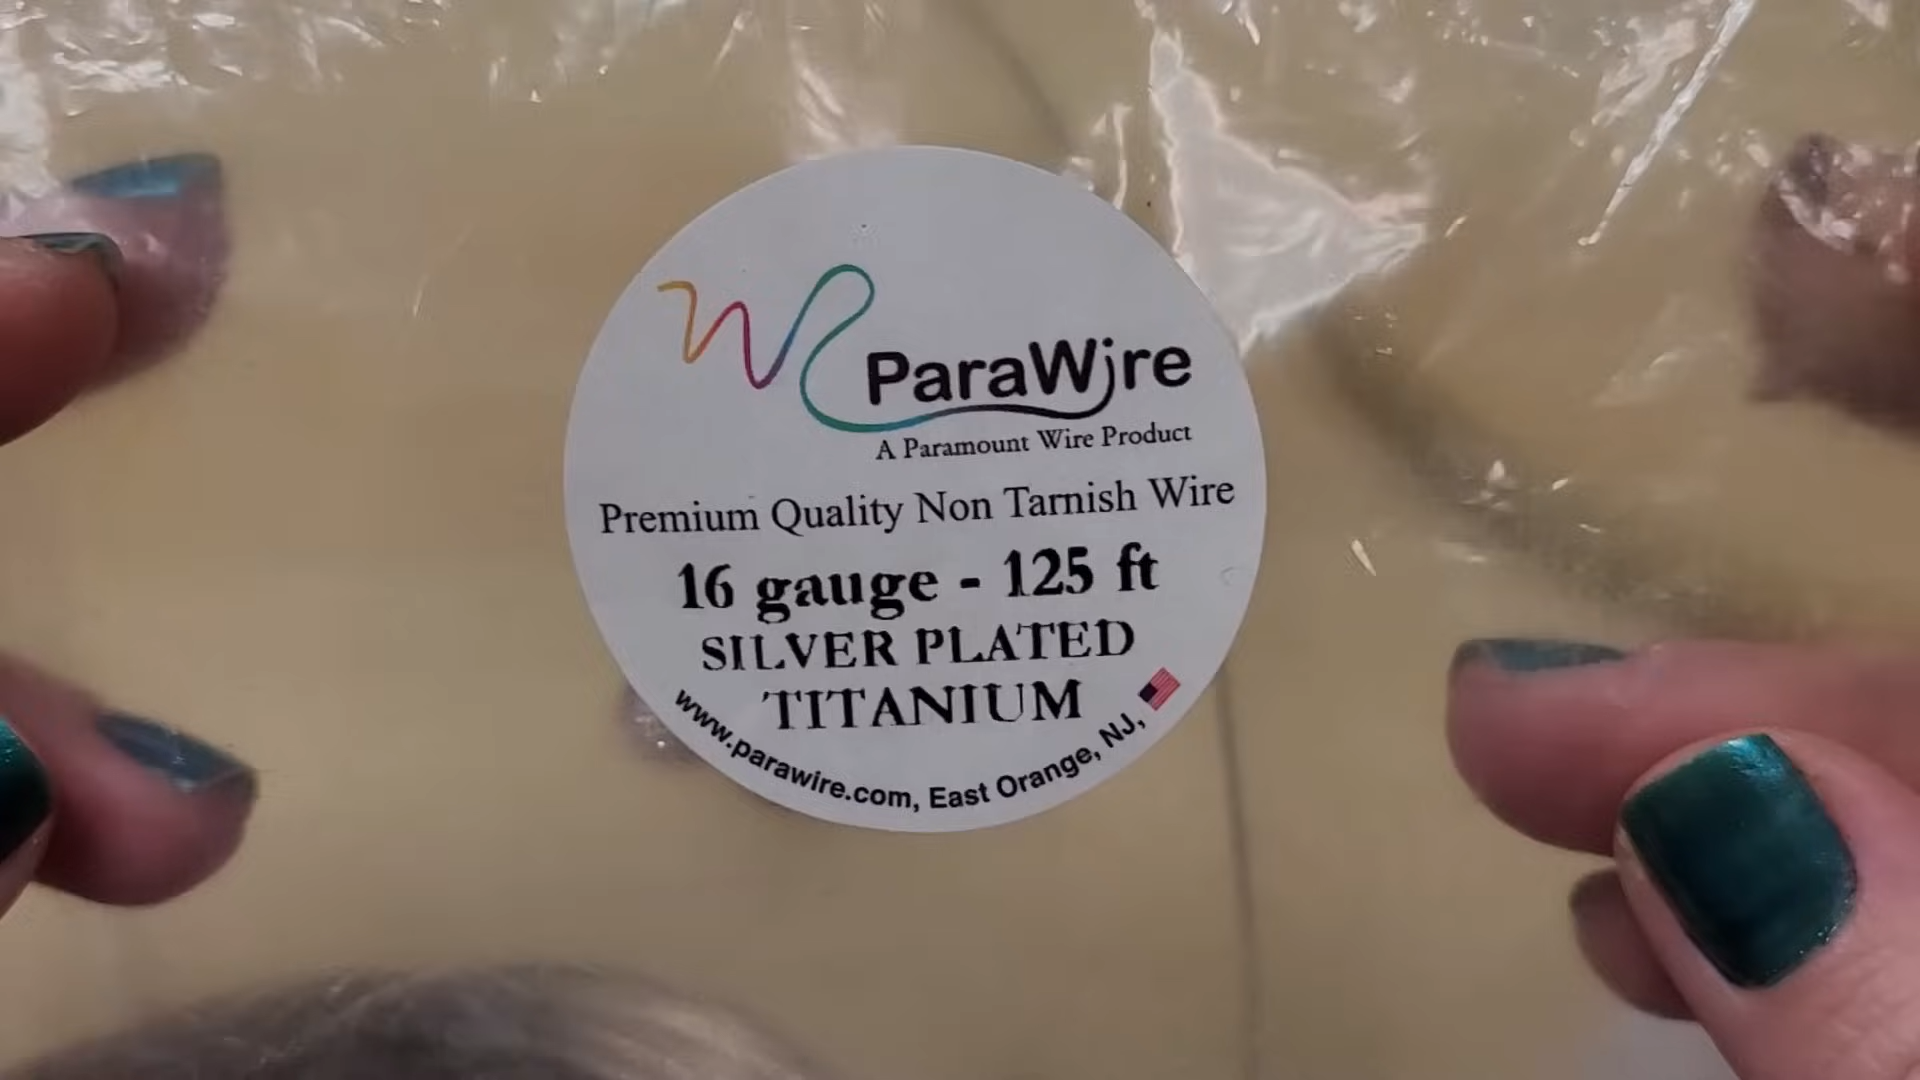 ParaWire
A Paramount Wire Product
Premium Quality Non Tarnish Wire
16 gauge - 125 ft
SILVER PLATED
TITANIUM
www.parawire.com, East Orange, NJ,